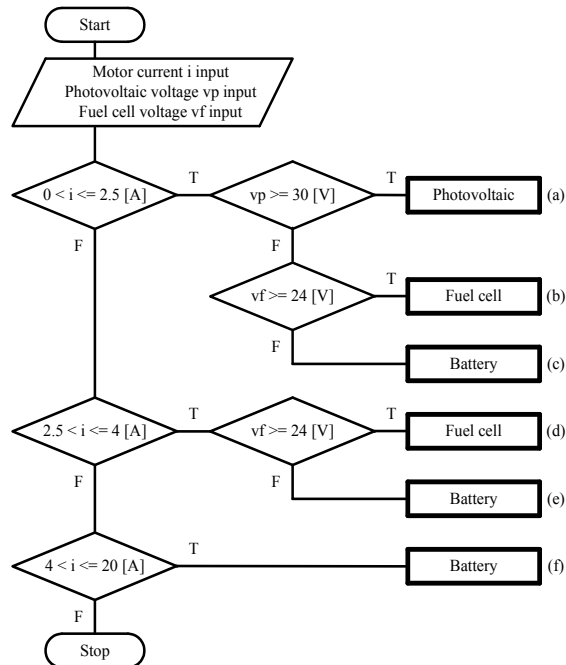 Start
Motor current i input
Photovoltaic voltage vp input
Fuel cell voltage vf input
0 < i <= 2.5 [A]
T
vp >= 30 [V]
T
Photovoltaic
(a)
F
F
vf >= 24 [V]
T
Fuel cell
(b)
F
Battery
(c)
2.5 < i <= 4 [A]
T
vf >= 24 [V]
T
Fuel cell
(d)
F
F
Battery
(e)
4 < i <= 20 [A]
T
Battery
(f)
F
Stop